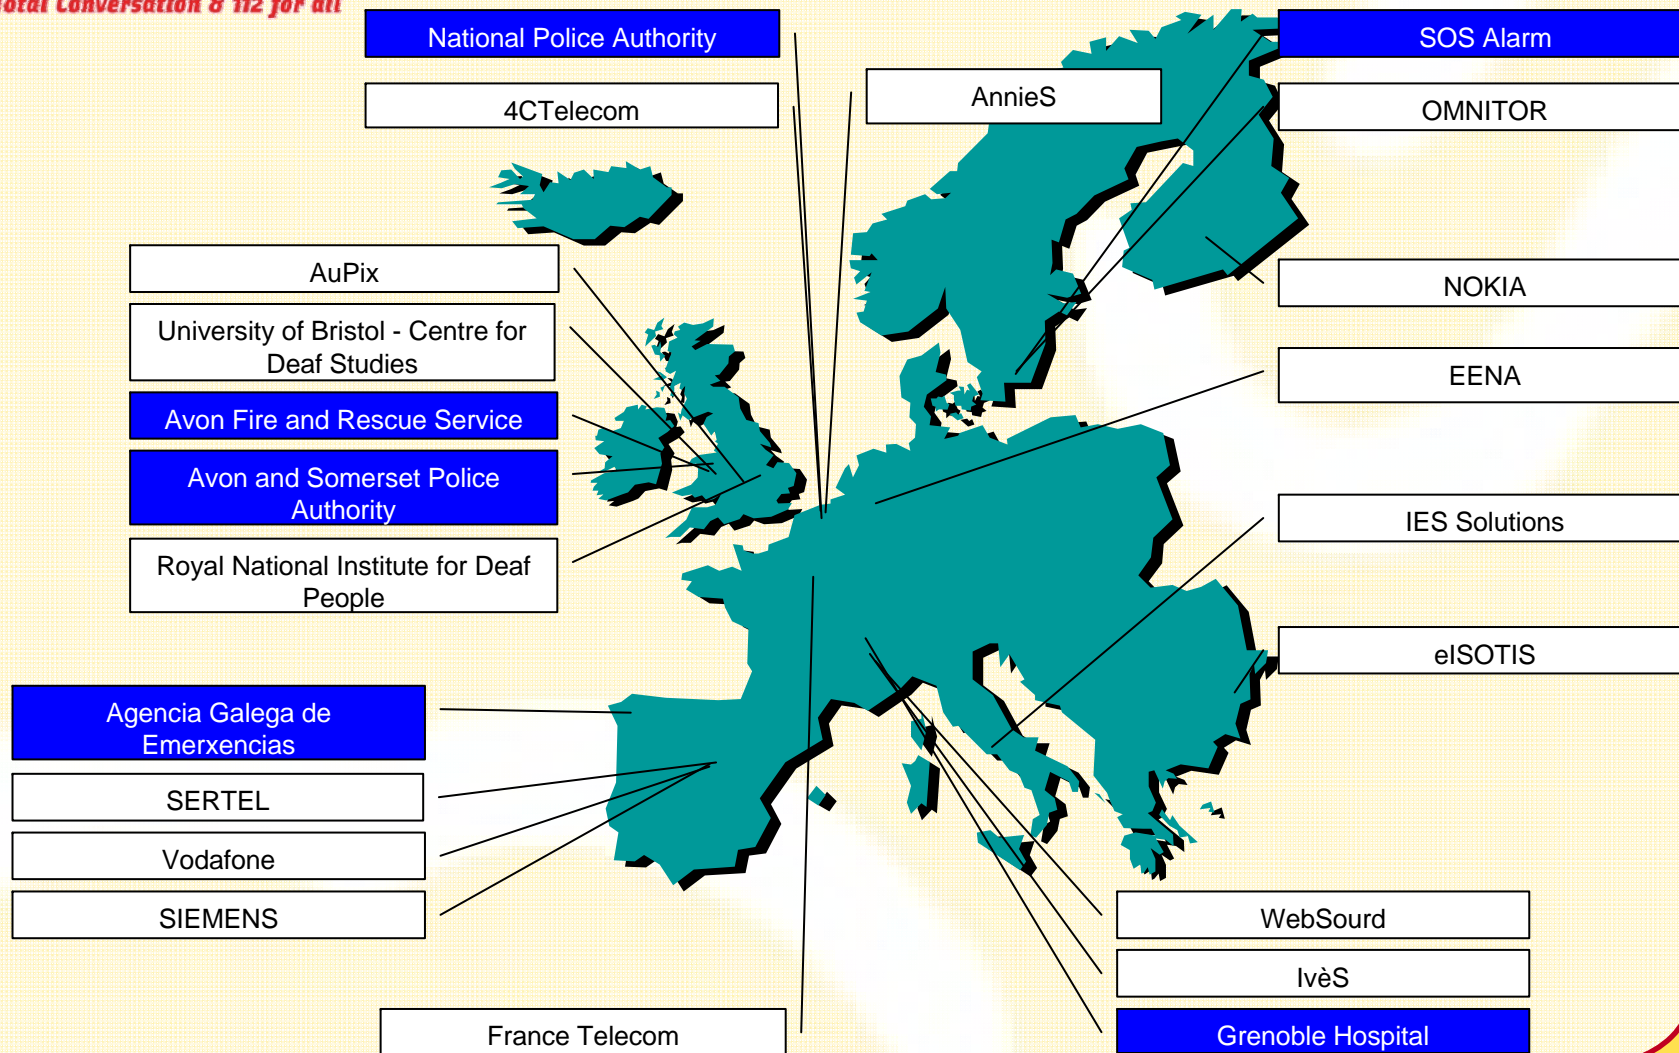 Total Conversation & 112 for all
National Police Authority
SOS Alarm
4CTelecom
AnnieS
OMNITOR
AuPix
NOKIA
University of Bristol - Centre for
Deaf Studies
EENA
Avon Fire and Rescue Service
Avon and Somerset Police
Authority
IES Solutions
Royal National Institute for Deaf
People
eISOTIS
Agencia Galega de
Emerxencias
SERTEL
Vodafone
SIEMENS
WebSourd
IvèS
France Telecom
Grenoble Hospital